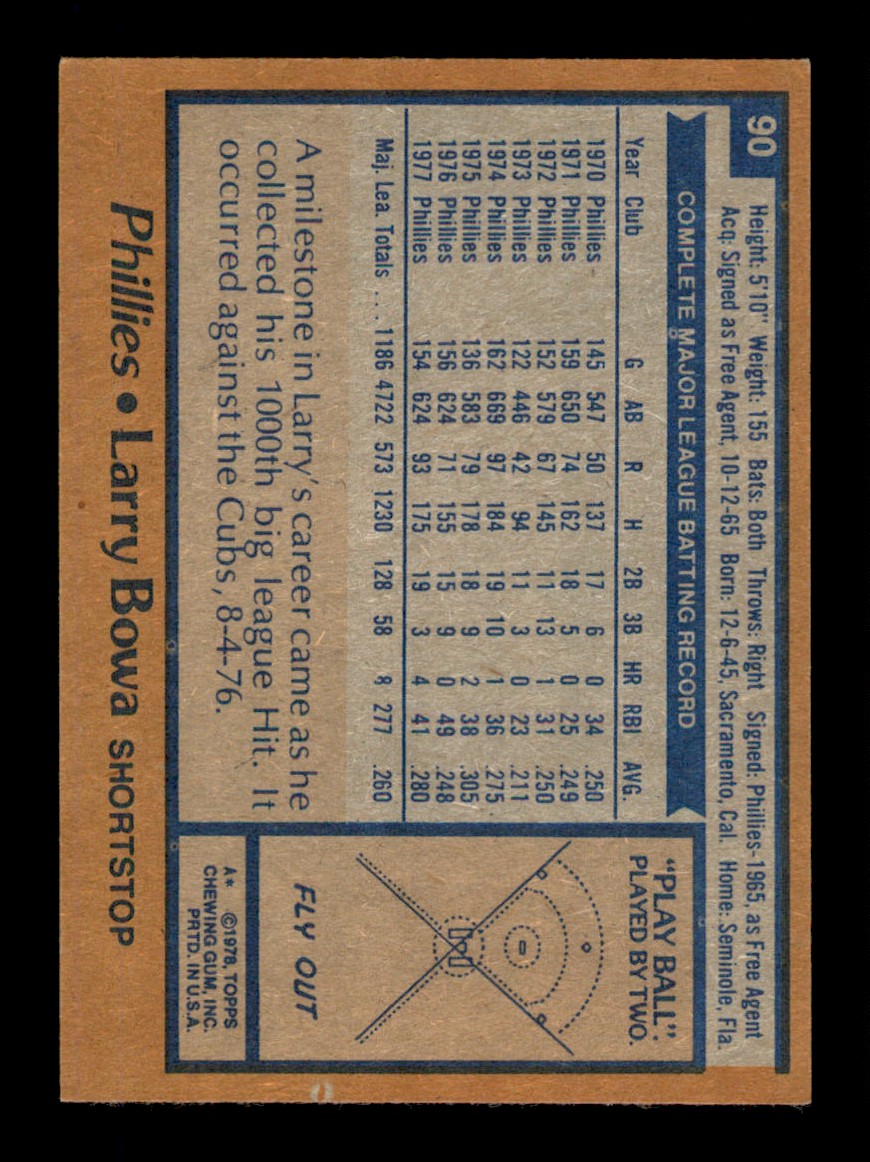 90
Height: 5'10" Weight: 155 Bats: Both Throws: Right Signed: Phillies-1965, as Free Agent
Acq: Signed as Free Agent, 10-12-65 Born: 12-6-45, Sacramento, Cal. Home: Seminole, Fla.
COMPLETE MAJOR LEAGUE BATTING RECORD
Year Club G AB R H 2B 3B HR RBI AVG.
1970 Phillies 145 547 50 137 17 6 0 34 .250
1971 Phillies 159 650 74 162 18 5 0 25 .249
1972 Phillies 152 579 67 145 11 13 1 31 .250
1973 Phillies 122 446 42 94 11 3 0 23 .211
1974 Phillies 162 669 97 184 19 10 1 36 .275
1975 Phillies 136 583 79 178 18 9 2 38 .305
1976 Phillies 156 624 71 155 15 9 0 49 .248
1977 Phillies 154 624 93 175 19 3 4 41 .280
Maj. Lea. Totals ... 1186 4722 573 1230 128 58 8 277 .260
A milestone in Larry's career came as he
collected his 1000th big league Hit. It
occurred against the Cubs, 8-4-76.
"PLAY BALL".
PLAYED BY TWO.
FLY OUT
A* ©1978, TOPPS
CHEWING GUM, INC.
PRTD. IN U.S.A.
Phillies • Larry Bowa SHORTSTOP